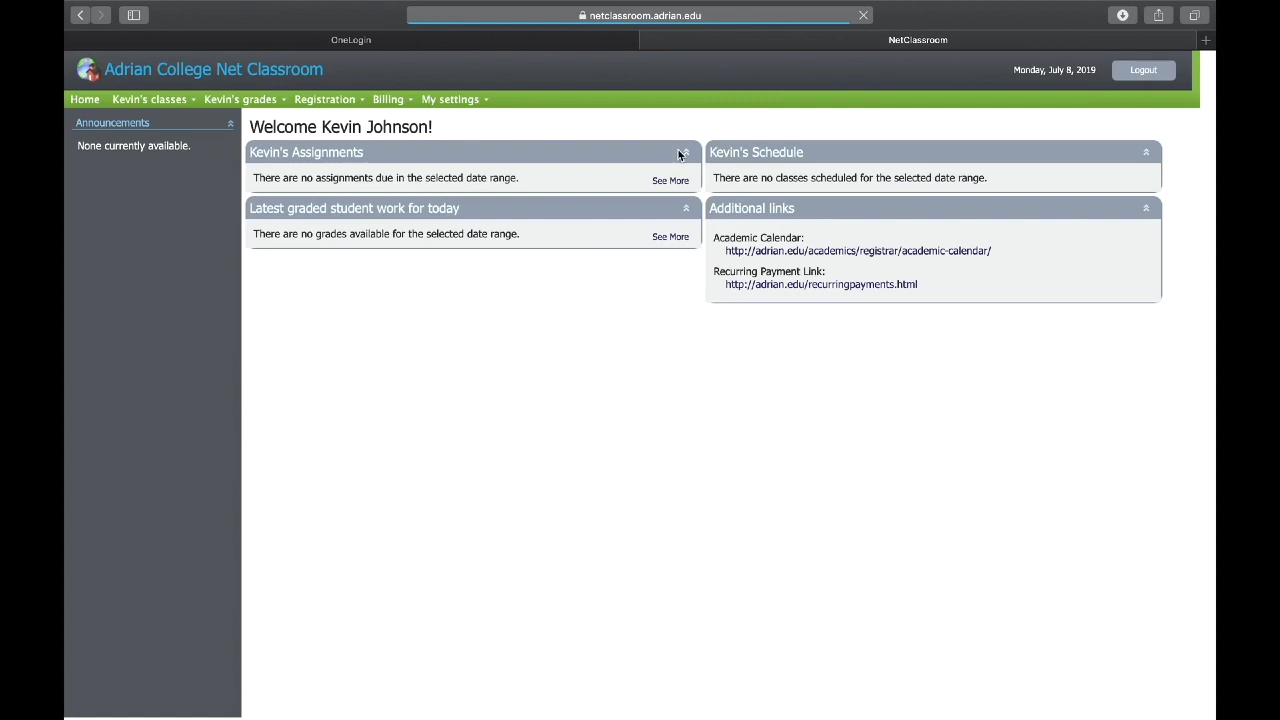 netclassroom.adrian.edu
OneLogin
NetClassroom
Adrian College Net Classroom
Monday, July 8, 2019
Logout
Home
Kevin's classes
Kevin's grades
Registration
Billing
My settings
Announcements
None currently available.
Welcome Kevin Johnson!
Kevin's Assignments
There are no assignments due in the selected date range.
See More
Kevin's Schedule
There are no classes scheduled for the selected date range.
Latest graded student work for today
There are no grades available for the selected date range.
See More
Additional links
Academic Calendar:
http://adrian.edu/academics/registrar/academic-calendar/
Recurring Payment Link:
http://adrian.edu/recurringpayments.html